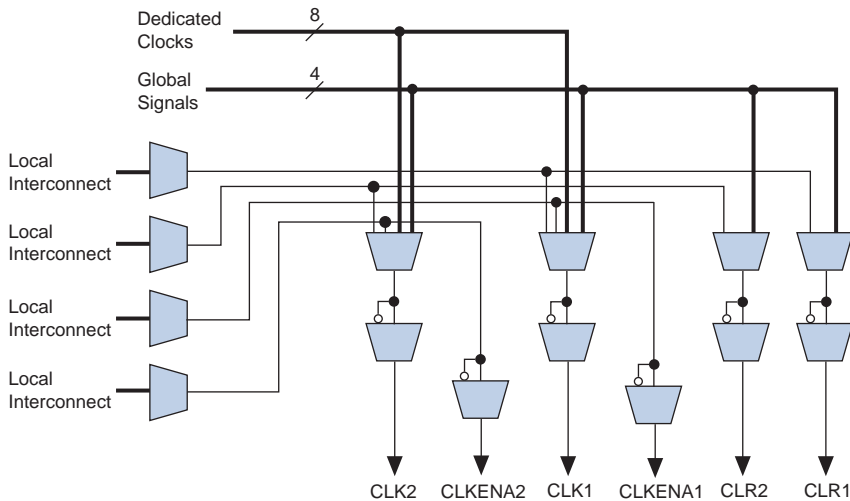 Dedicated
Clocks
8
Global
Signals
4
Local
Interconnect
Local
Interconnect
Local
Interconnect
Local
Interconnect
CLK2
CLKENA2
CLK1
CLKENA1
CLR2
CLR1